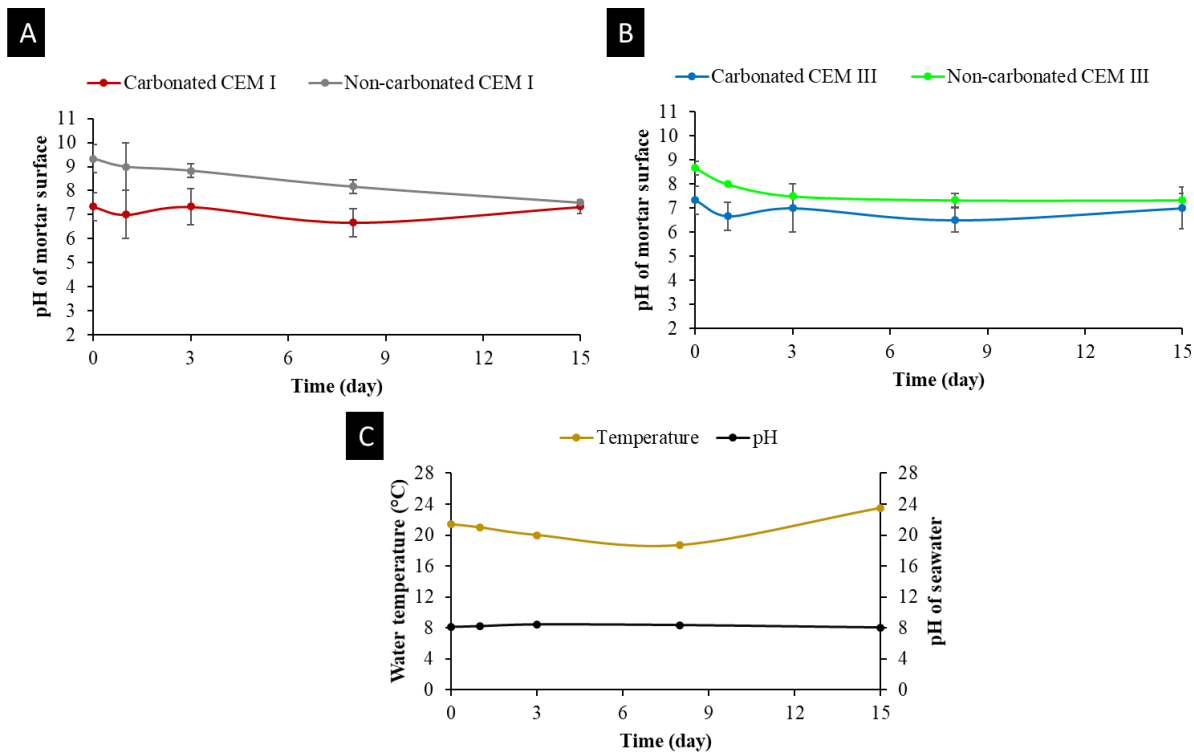 A
Carbonated CEM I
Non-carbonated CEM I
pH of mortar surface
11
10
9
8
7
6
5
4
3
2
0 3 6 9 12 15
Time (day)
B
Carbonated CEM III
Non-carbonated CEM III
pH of mortar surface
11
10
9
8
7
6
5
4
3
2
0 3 6 9 12 15
Time (day)
C
Temperature
pH
Water temperature (°C)
28
24
20
16
12
8
4
0
0 3 6 9 12 15
Time (day)
28
24
20
16
12
8
4
0
pH of seawater